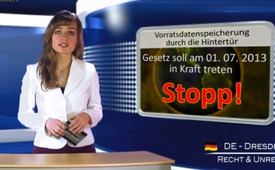 Vorratsdatenspeicherung
durch die Hintertür
Gesetz soll am 01. 07. 2013
in Kraft treten
Stopp!
DE - Dresd
Recht & Unre